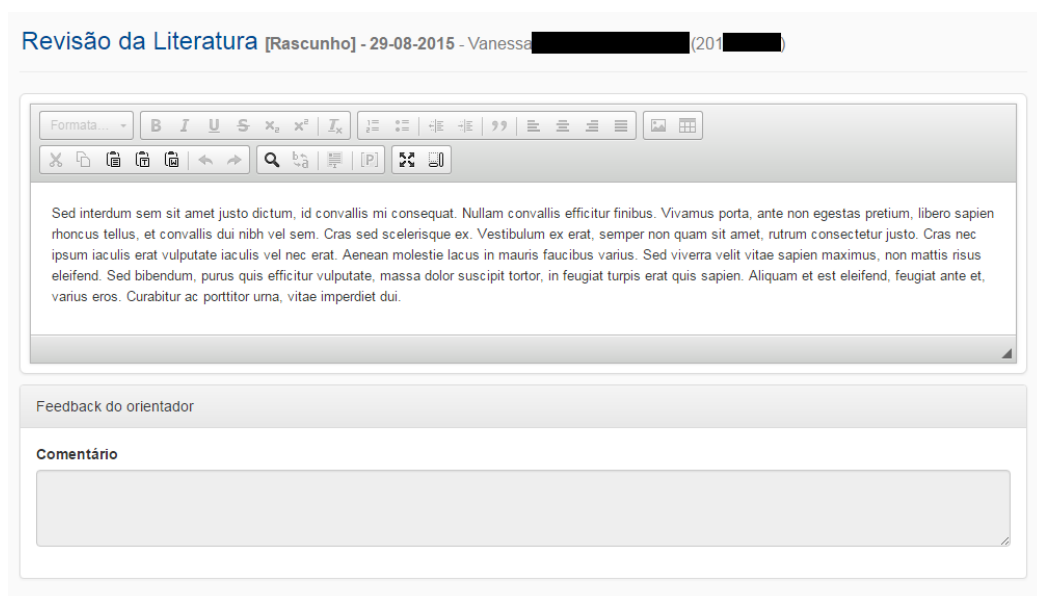 Revisão da Literatura [Rascunho] - 29-08-2015 - Vanessa (201 )
Formata...
B I U S x₂ x² Iₓ
[P]
Sed interdum sem sit amet justo dictum, id convallis mi consequat. Nullam convallis efficitur finibus. Vivamus porta, ante non egestas pretium, libero sapien
rhoncus tellus, et convallis dui nibh vel sem. Cras sed scelerisque ex. Vestibulum ex erat, semper non quam sit amet, rutrum consectetur justo. Cras nec
ipsum iaculis erat vulputate iaculis vel nec erat. Aenean molestie lacus in mauris faucibus varius. Sed viverra velit vitae sapien maximus, non mattis risus
eleifend. Sed bibendum, purus quis efficitur vulputate, massa dolor suscipit tortor, in feugiat turpis erat quis sapien. Aliquam et est eleifend, feugiat ante et,
varius eros. Curabitur ac porttitor urna, vitae imperdiet dui.
Feedback do orientador
Comentário